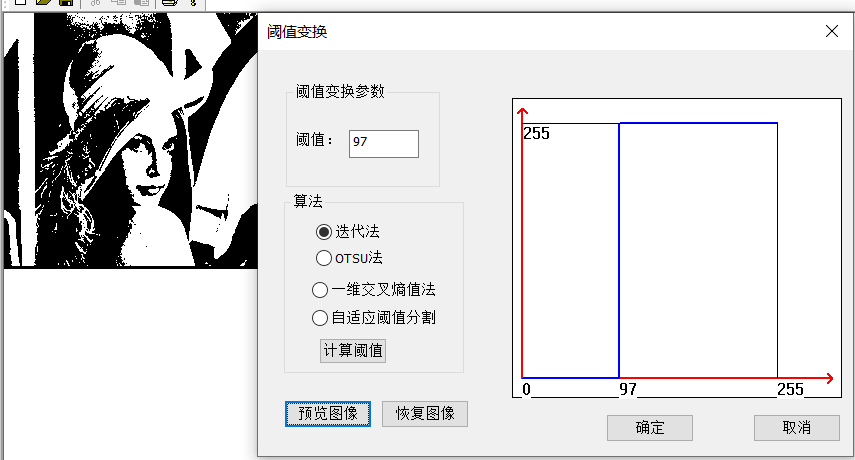 阈值变换
阈值变换参数
阈值：
97
算法
迭代法
OTSU法
一维交叉熵值法
自适应阈值分割
计算阈值
预览图像
恢复图像
255
0
97
255
确定
取消